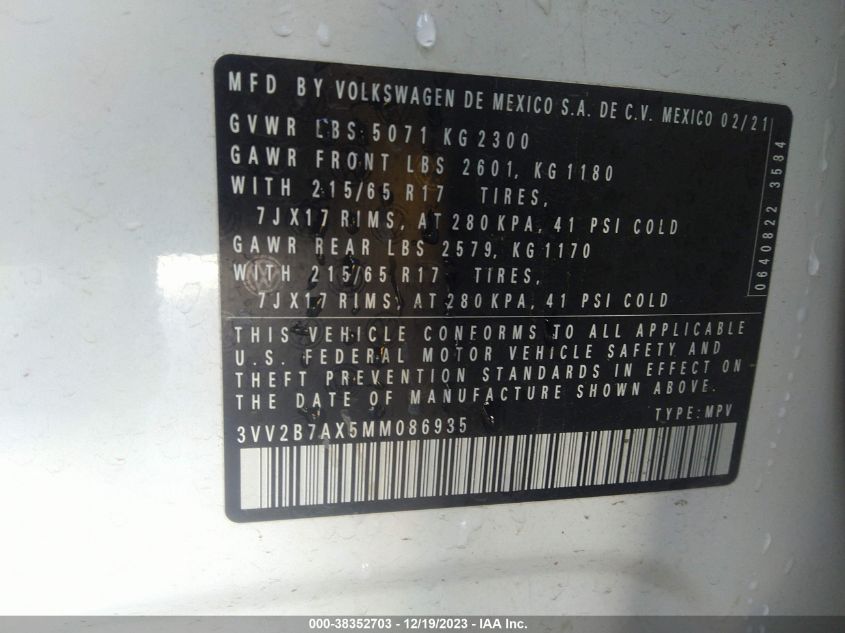 MFD BY VOLKSWAGEN DE MEXICO S.A. DE C.V. MEXICO 02/21
GVWR LBS 5071 KG 2300
GAWR FRONT LBS 2601, KG 1180
WITH 215/65 R17 TIRES,
7JX17 RIMS, AT 280 KPA, 41 PSI COLD
GAWR REAR LBS 2579, KG 1170
WITH 215/65 R17 TIRES,
7JX17 RIMS, AT 280 KPA, 41 PSI COLD
0640822 3584
THIS VEHICLE CONFORMS TO ALL APPLICABLE
U.S. FEDERAL MOTOR VEHICLE SAFETY AND
THEFT PREVENTION STANDARDS IN EFFECT ON
THE DATE OF MANUFACTURE SHOWN ABOVE.
TYPE: MPV
3VV2B7AX5MM086935
000-38352703 - 12/19/2023 - IAA Inc.